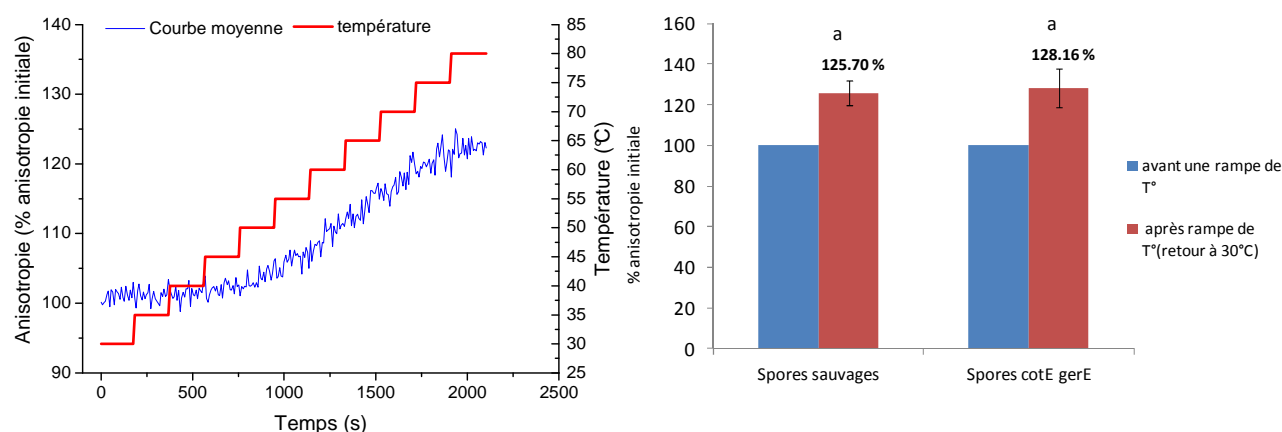 Courbe moyenne
température
Anisotropie (% anisotropie initiale)
140
130
120
110
100
90
85
80
75
70
65
60
55
50
45
40
35
30
25
Température (°C)
0
500
1000
1500
2000
2500
Temps (s)
% anisotropie initiale
160
140
120
100
80
60
40
20
0
a
125.70 %
a
128.16 %
Spores sauvages
Spores cotE gerE
avant une rampe de
T°
après rampe de
T°(retour à 30°C)